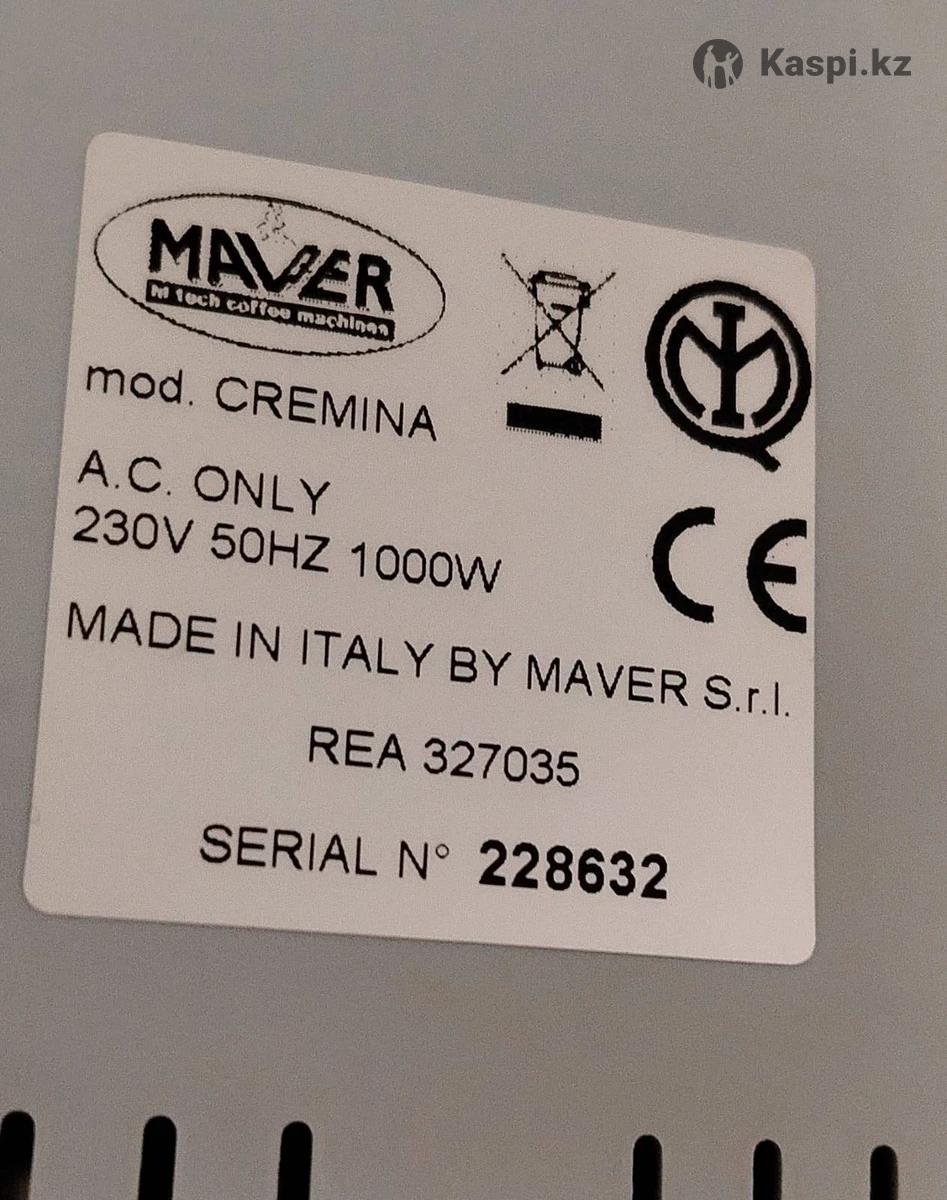 Kaspi.kz
MAVER
hi tech coffee machines
mod. CREMINA
A.C. ONLY
230V 50HZ 1000W
CE
MADE IN ITALY BY MAVER S.r.l.
REA 327035
SERIAL N° 228632